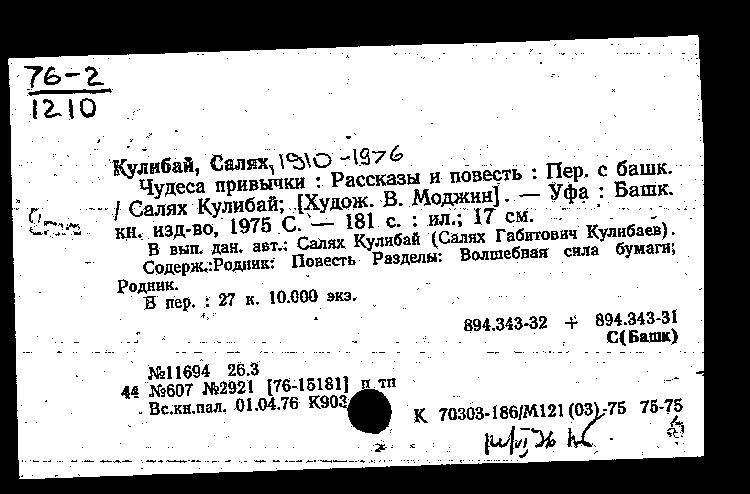 76-2
1210
Кулибай, Салях, 1910-1976
Чудеса привычки : Рассказы и повесть : Пер. с башк.
/ Салях Кулибай; [Худож. В. Моджин]. — Уфа : Башк.
кн. изд-во, 1975 С. — 181 с. : ил.; 17 см.
В вып. дан. авт.: Салях Кулибай (Салях Габитович Кулибаев).
Содерж.:Родник: Повесть Разделы: Волшебная сила бумаги;
Родник.
В пер. : 27 к. 10.000 экз.
894.343-32 + 894.343-31
С(Башк)
№11694 26.3
44 №607 №2921 [76-15181] п тп
Вс.кн.пал. 01.04.76 К903
К 70303-186/М121(03)-75 75-75